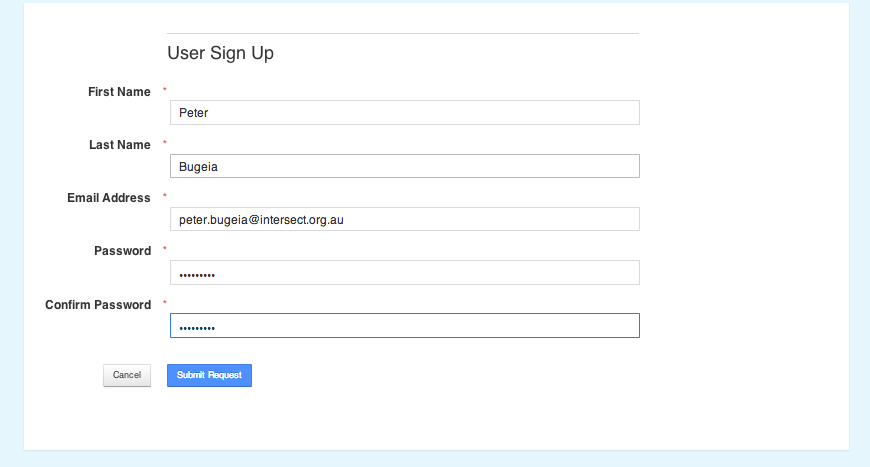 User Sign Up
First Name *
Peter
Last Name *
Bugeia
Email Address *
peter.bugeia@intersect.org.au
Password *
•••••••••
Confirm Password *
•••••••••
Cancel Submit Request